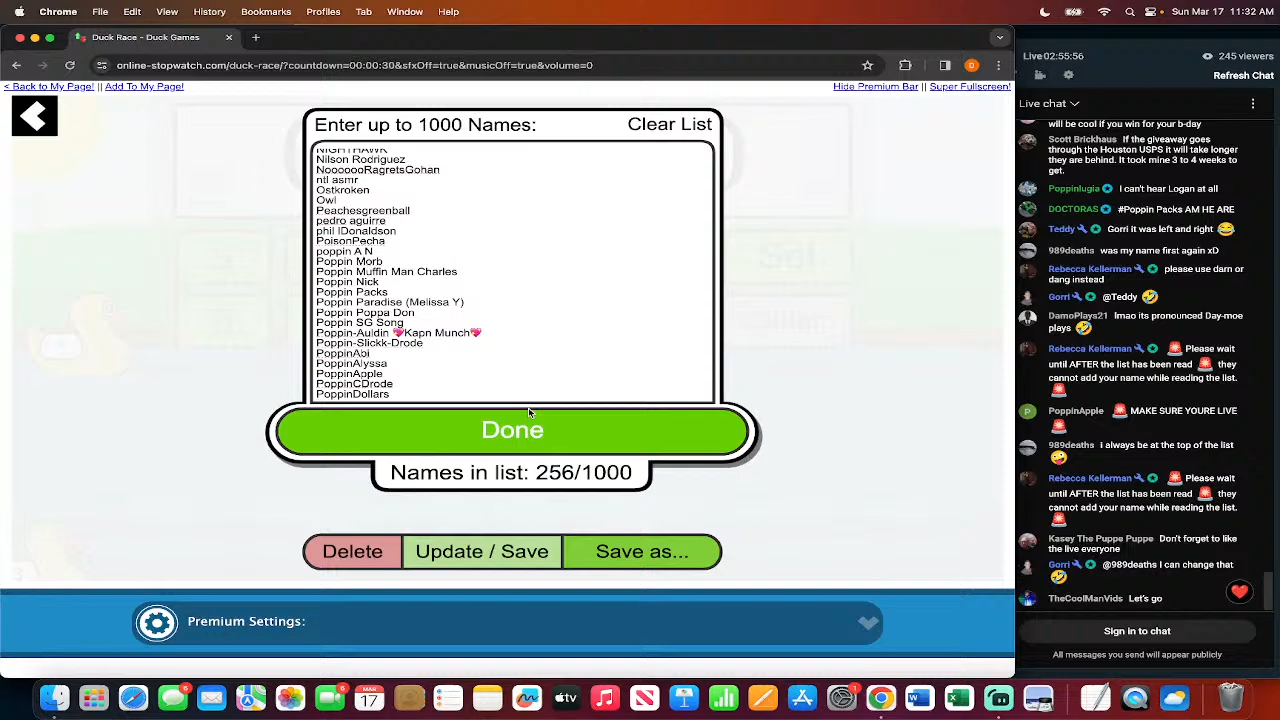 Chrome File Edit View History Bookmarks Profiles Tab Window Help Sun Mar 17 11:32 AM
Duck Race - Duck Games
online-stopwatch.com/duck-race/?countdown=00:00:30&sfxOff=true&musicOff=true&volume=0
< Back to My Page! || Add To My Page!
Hide Premium Bar || Super Fullscreen!
Enter up to 1000 Names: Clear List
NIGHTHAWK
Nilson Rodriguez
NooooooRagretsGohan
ntl asmr
Ostkroken
Owl
Peachesgreenball
pedro aguirre
phil lDonaldson
PoisonPecha
poppin A N
Poppin Morb
Poppin Muffin Man Charles
Poppin Nick
Poppin Packs
Poppin Paradise (Melissa Y)
Poppin Poppa Don
Poppin SG Song
Poppin-Auldin 💖Kapn Munch💖
Poppin-Slickk-Drode
PoppinAbi
PoppinAlyssa
PoppinApple
PoppinCDrode
PoppinDollars
Done
Names in list: 256/1000
Delete Update / Save Save as...
Premium Settings:
Live 02:55:56 245 viewers
Refresh Chat
Live chat
will be cool if you win for your b-day
Scott Brickhaus If the giveaway goes
through the Houston USPS it will take longer
they are behind. It took mine 3 to 4 weeks to
get.
Poppinlugia I can't hear Logan at all
DOCTORAS #Poppin Packs AM HE ARE
Teddy Gorri it was left and right 😂
989deaths was my name first again xD
Rebecca Kellerman please use darn or
dang instead
Gorri @Teddy 🤣
DamoPlays21 lmao its pronounced Day-moe
plays 🤣
Rebecca Kellerman 🚨 Please wait
until AFTER the list has been read 🚨 they
cannot add your name while reading the list.
🚨
P PoppinApple 🚨 MAKE SURE YOURE LIVE
🚨
989deaths i always be at the top of the list
🤪
Rebecca Kellerman 🚨 Please wait
until AFTER the list has been read 🚨 they
cannot add your name while reading the list.
🚨
Kasey The Puppe Puppe Don't forget to
like the live everyone
Gorri @989deaths I can change that
🤣
TheCoolManVids Let's go
Sign in to chat
All messages you send will appear publicly
MAR
17